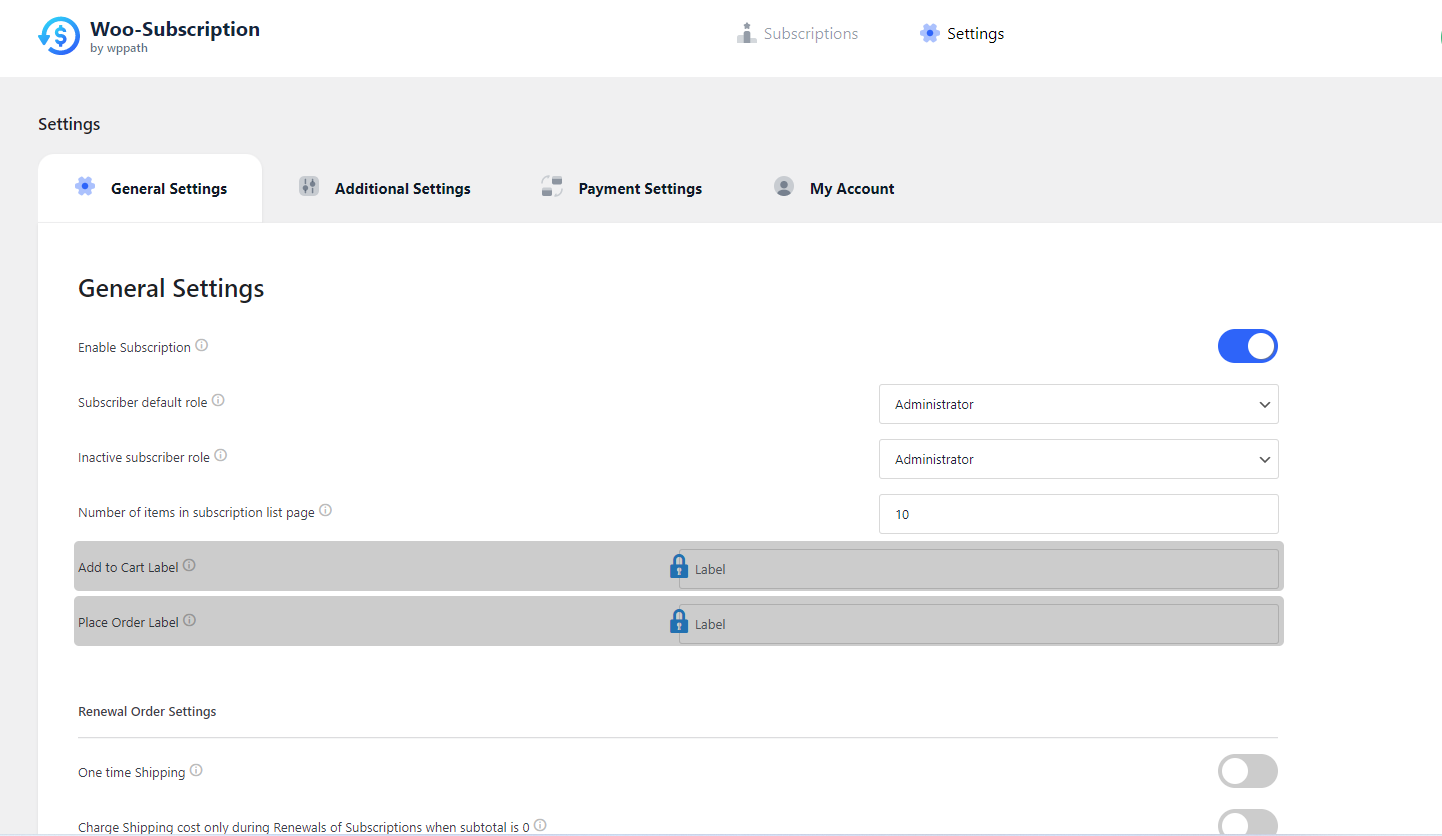 Woo-Subscription
by wppath
Subscriptions
Settings
Settings
General Settings
Additional Settings
Payment Settings
My Account
General Settings
Enable Subscription
Subscriber default role
Administrator
Inactive subscriber role
Administrator
Number of items in subscription list page
10
Add to Cart Label
Label
Place Order Label
Label
Renewal Order Settings
One time Shipping
Charge Shipping cost only during Renewals of Subscriptions when subtotal is 0